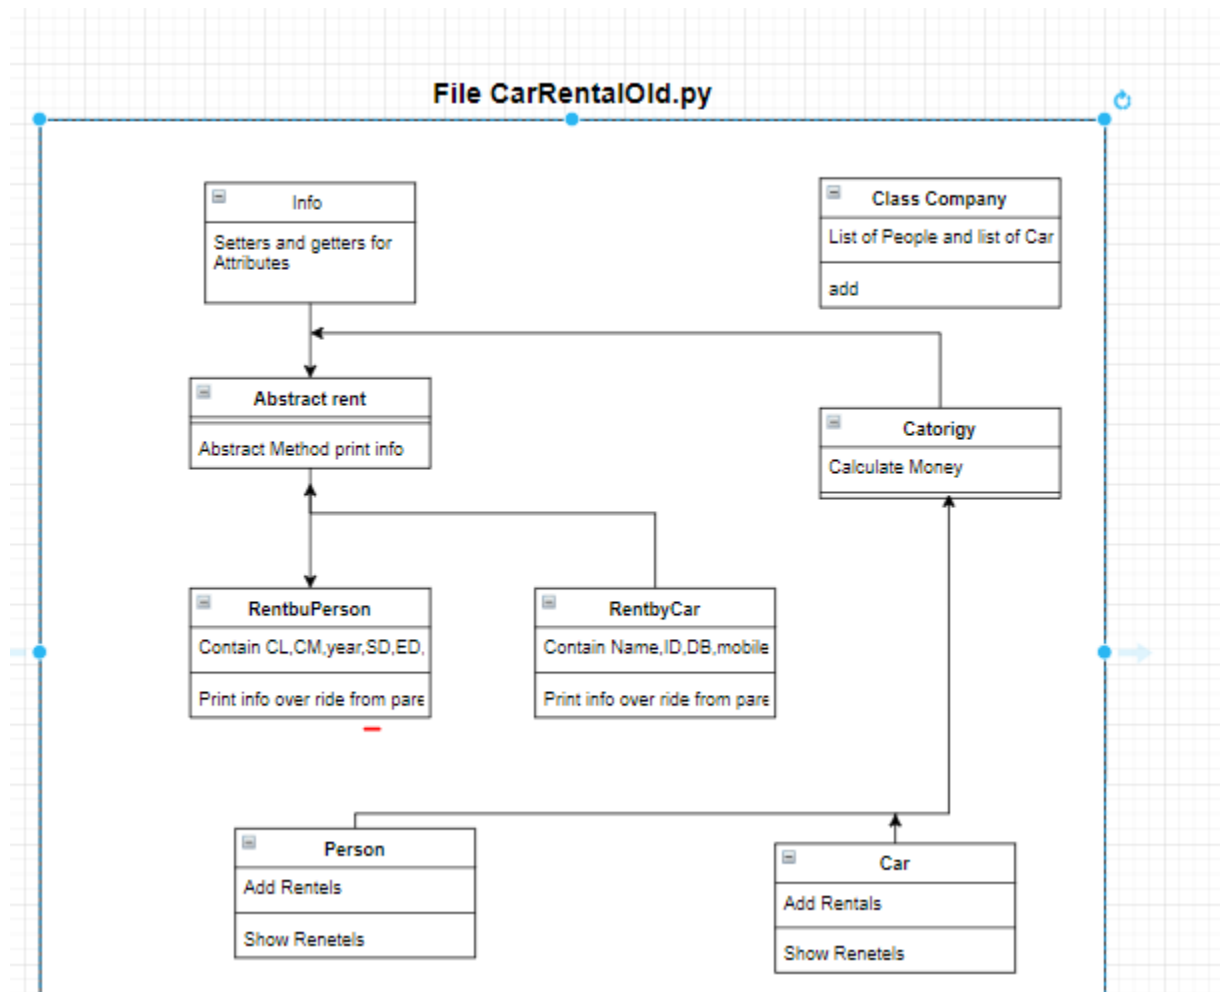 File CarRentalOld.py
Info
Setters and getters for
Attributes
Class Company
List of People and list of Car
add
Abstract rent
Abstract Method print info
Catorigy
Calculate Money
RentbuPerson
Contain CL,CM,year,SD,ED,
Print info over ride from pare
RentbyCar
Contain Name,ID,DB,mobile
Print info over ride from pare
Person
Add Rentels
Show Renetels
Car
Add Rentals
Show Renetels